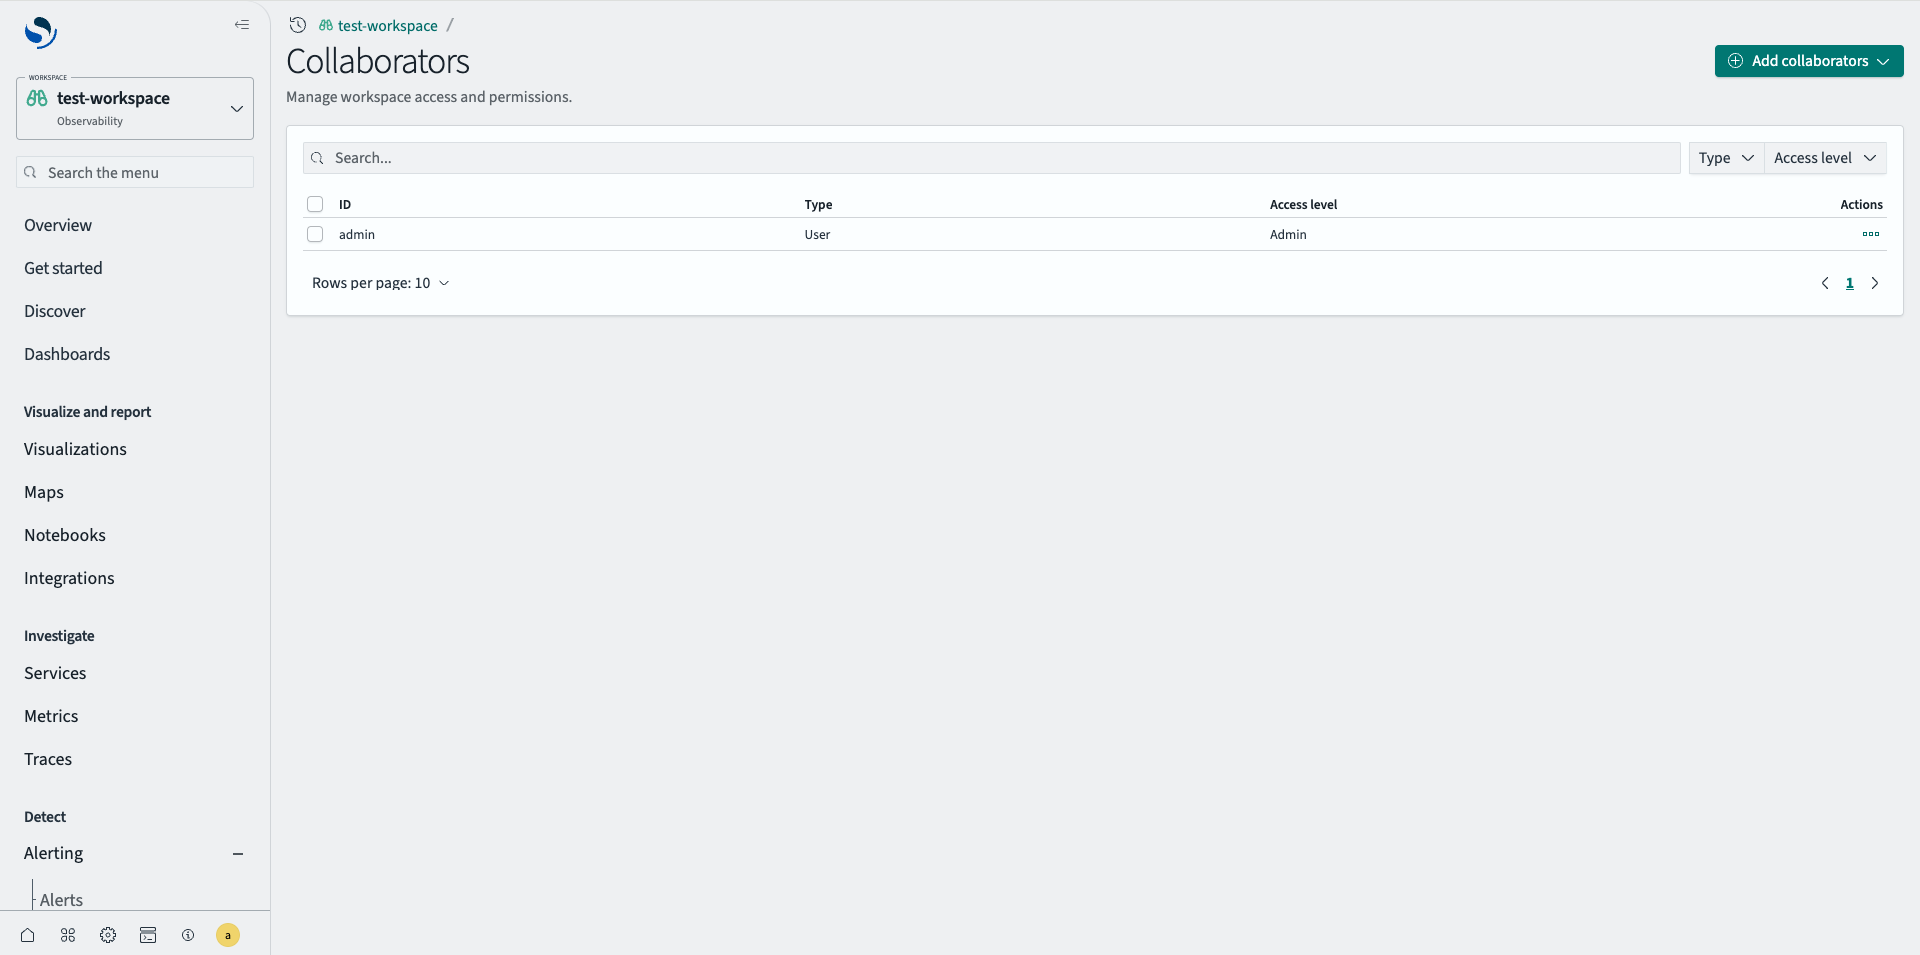 test-workspace /
WORKSPACE
test-workspace
Observability
Search the menu
Overview
Get started
Discover
Dashboards
Visualize and report
Visualizations
Maps
Notebooks
Integrations
Investigate
Services
Metrics
Traces
Detect
Alerting
Alerts
a
Collaborators
Manage workspace access and permissions.
Add collaborators
Search...
Type
Access level
ID Type Access level Actions
admin User Admin
Rows per page: 10
1